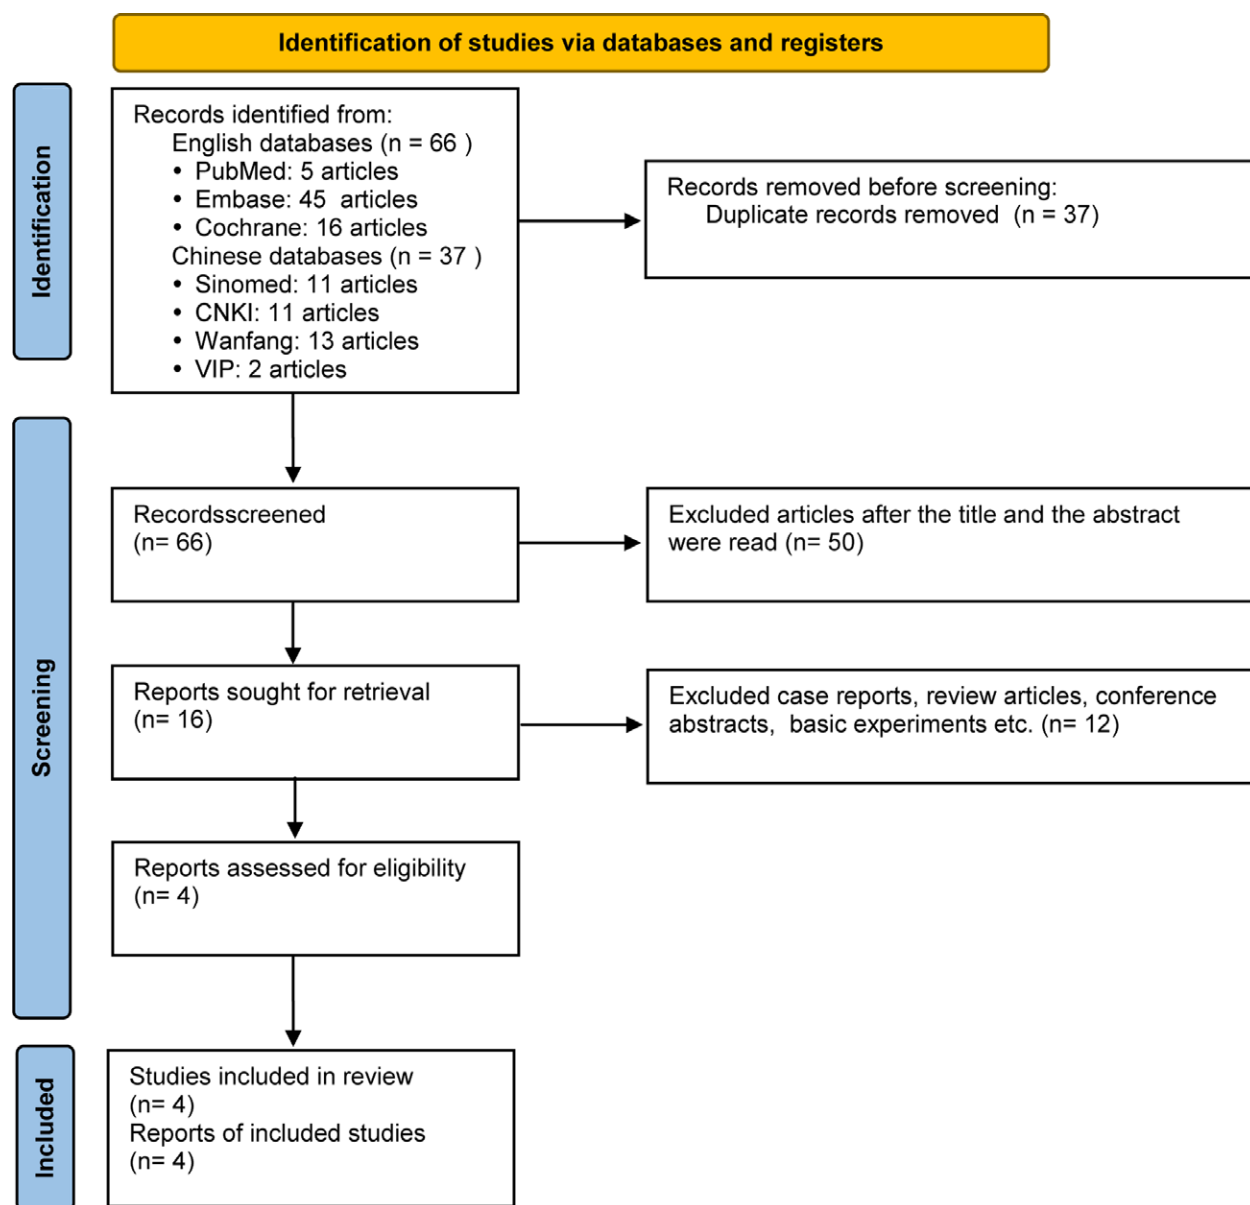 Identification of studies via databases and registers
Identification
Records identified from:
English databases (n = 66 )
• PubMed: 5 articles
• Embase: 45 articles
• Cochrane: 16 articles
Chinese databases (n = 37 )
• Sinomed: 11 articles
• CNKI: 11 articles
• Wanfang: 13 articles
• VIP: 2 articles
Records removed before screening:
Duplicate records removed (n = 37)
Screening
Recordsscreened
(n= 66)
Excluded articles after the title and the abstract
were read (n= 50)
Reports sought for retrieval
(n= 16)
Excluded case reports, review articles, conference
abstracts, basic experiments etc. (n= 12)
Reports assessed for eligibility
(n= 4)
Included
Studies included in review
(n= 4)
Reports of included studies
(n= 4)